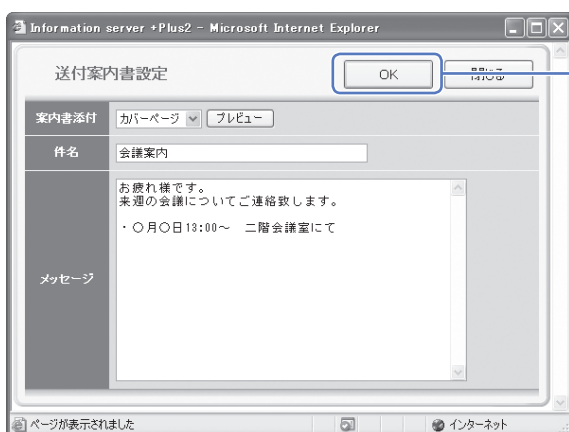 Information server +Plus2 - Microsoft Internet Explorer
送付案内書設定
OK
閉じる
案内書添付
カバーページ
プレビュー
件名
会議案内
メッセージ
お疲れ様です。
来週の会議についてご連絡致します。
・〇月〇日13:00～　二階会議室にて
ページが表示されました
インターネット